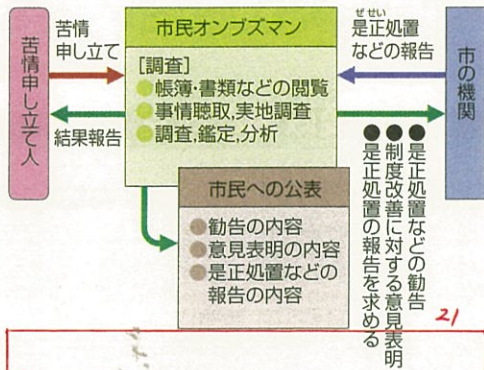 苦情申し立て人
苦情
申し立て
結果報告
市民オンブズマン
[調査]
●帳簿・書類などの閲覧
●事情聴取,実地調査
●調査,鑑定,分析
ぜせい
是正処置
などの報告
市の機関
●是正処置などの勧告
●制度改善に対する意見表明
●是正処置の報告を求める
市民への公表
●勧告の内容
●意見表明の内容
●是正処置などの
報告の内容
21